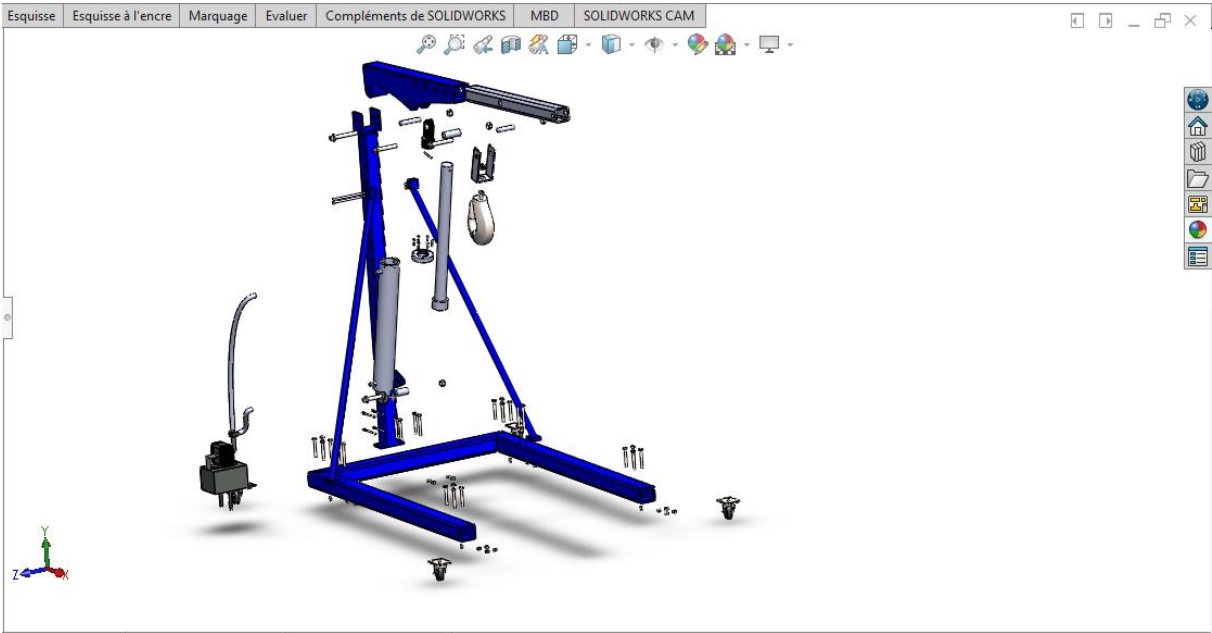 Esquisse Esquisse à l'encre Marquage Evaluer Compléments de SOLIDWORKS MBD SOLIDWORKS CAM
Y
Z X